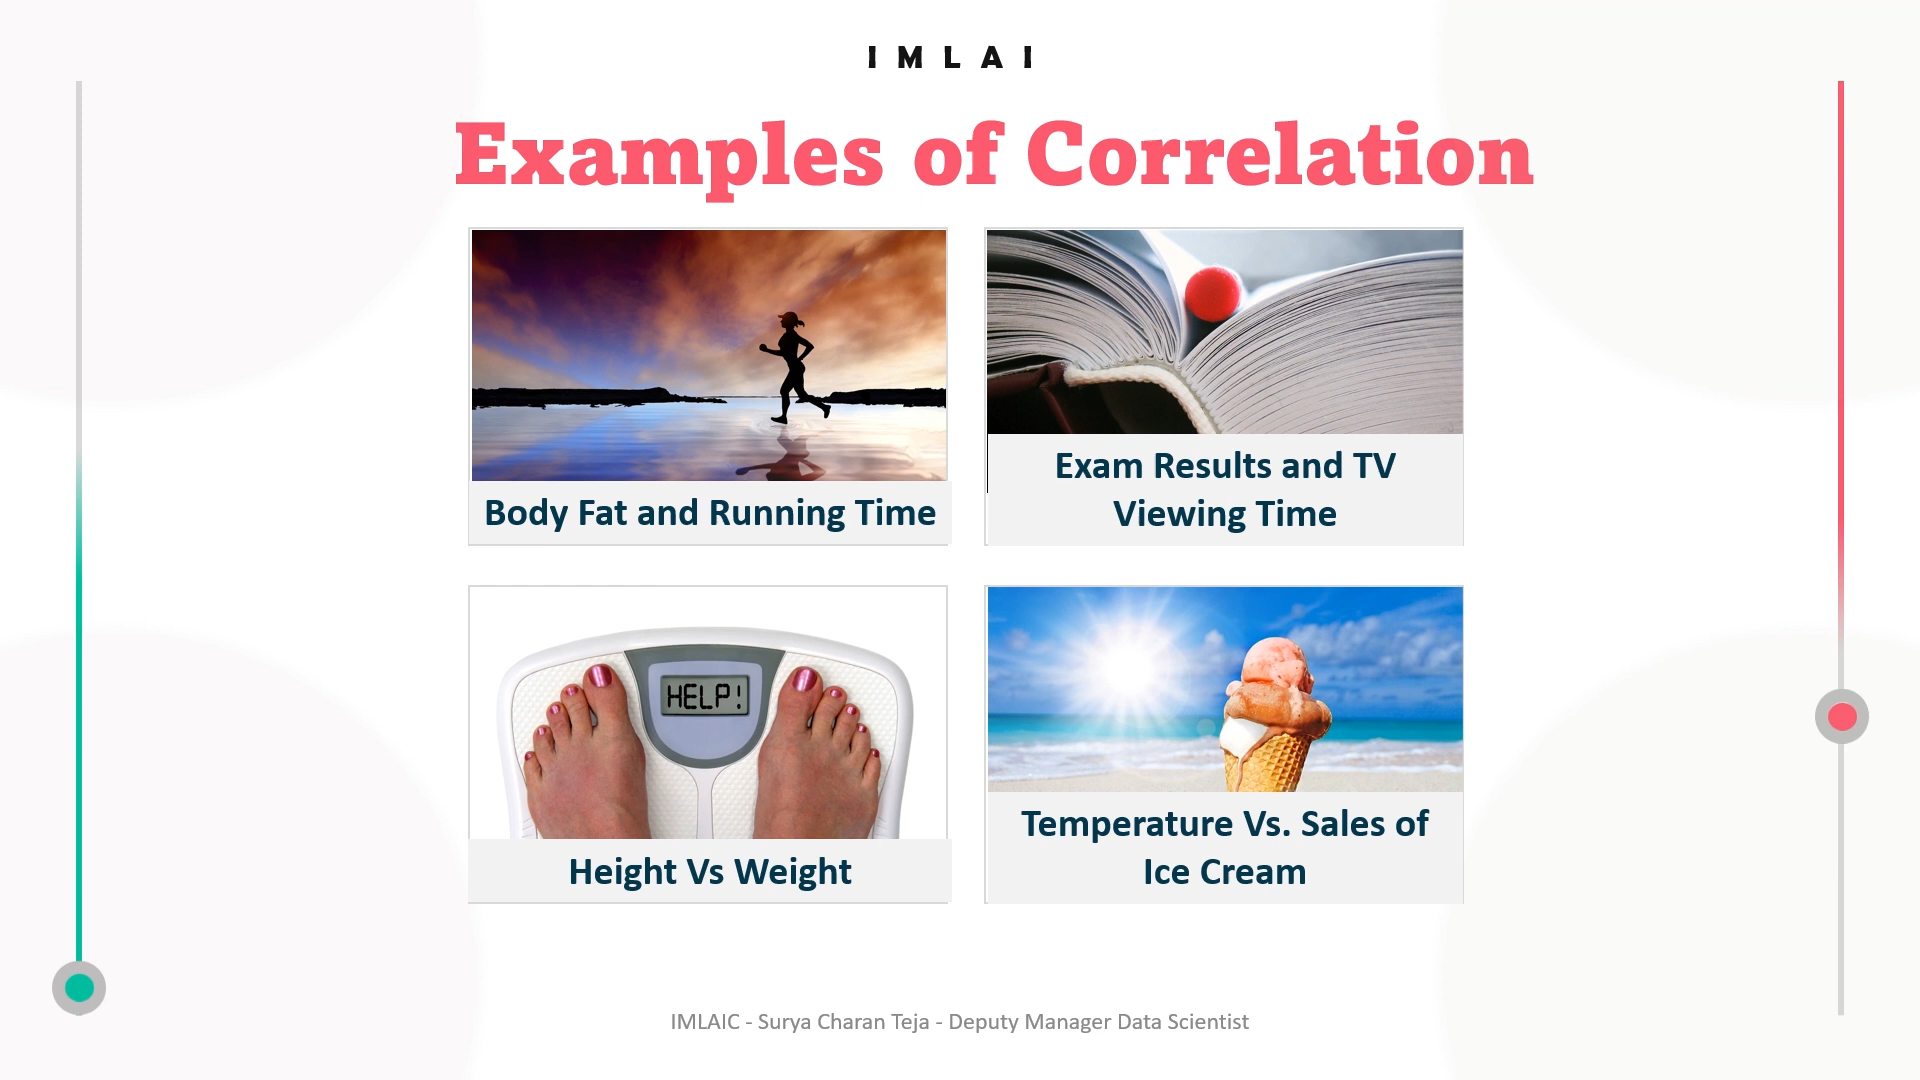 IMLAI
Examples of Correlation
Body Fat and Running Time
Exam Results and TV
Viewing Time
HELP!
Height Vs Weight
Temperature Vs. Sales of
Ice Cream
IMLAIC - Surya Charan Teja - Deputy Manager Data Scientist